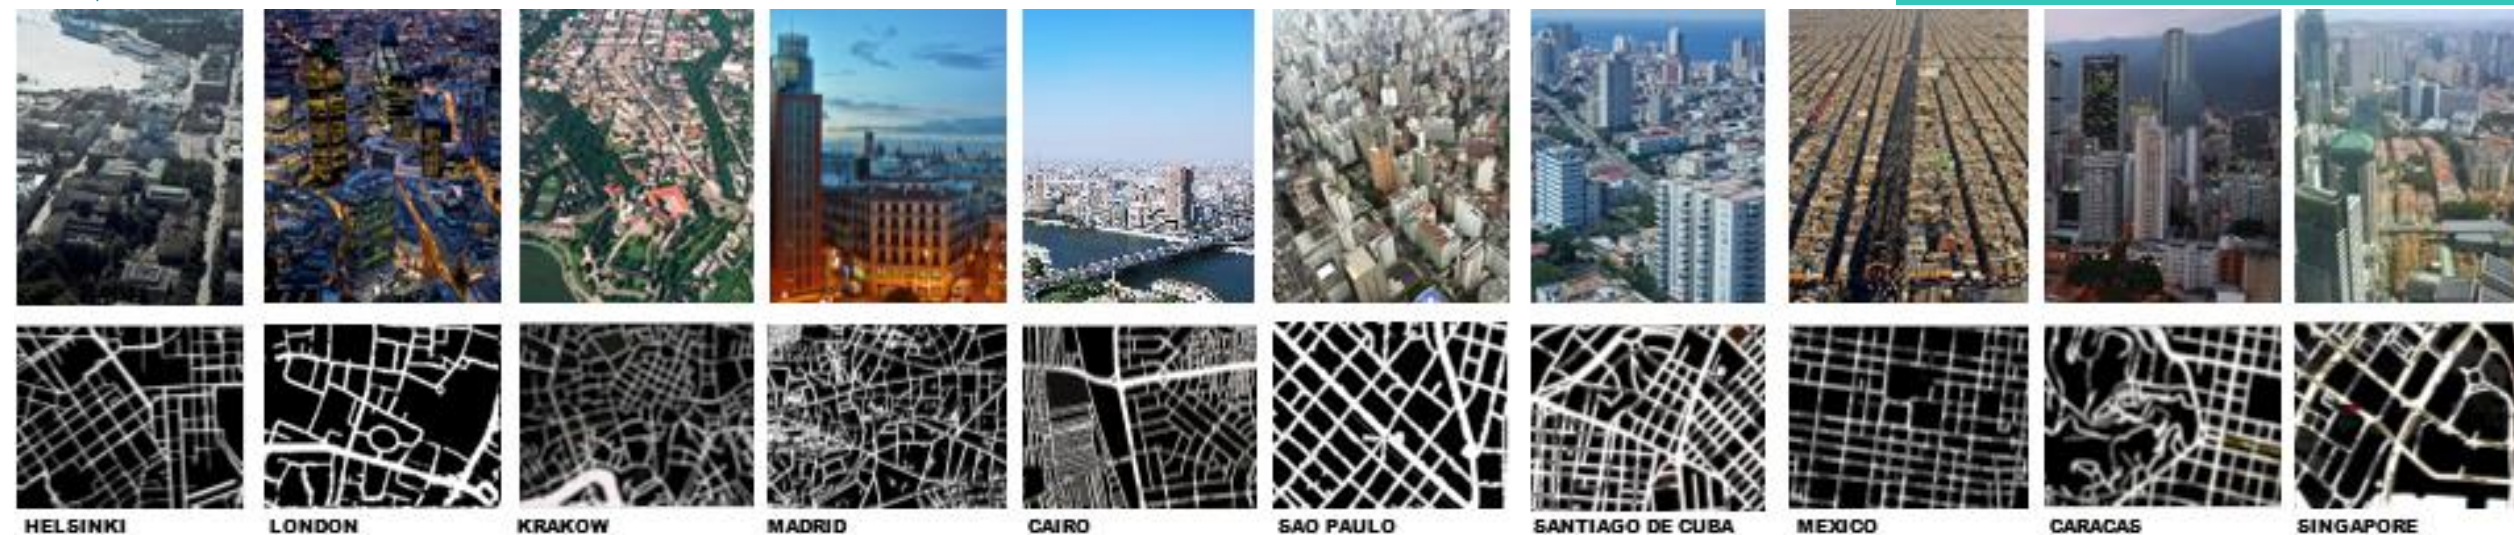 HELSINKI
LONDON
KRAKOW
MADRID
CAIRO
SAO PAULO
SANTIAGO DE CUBA
MEXICO
CARACAS
SINGAPORE